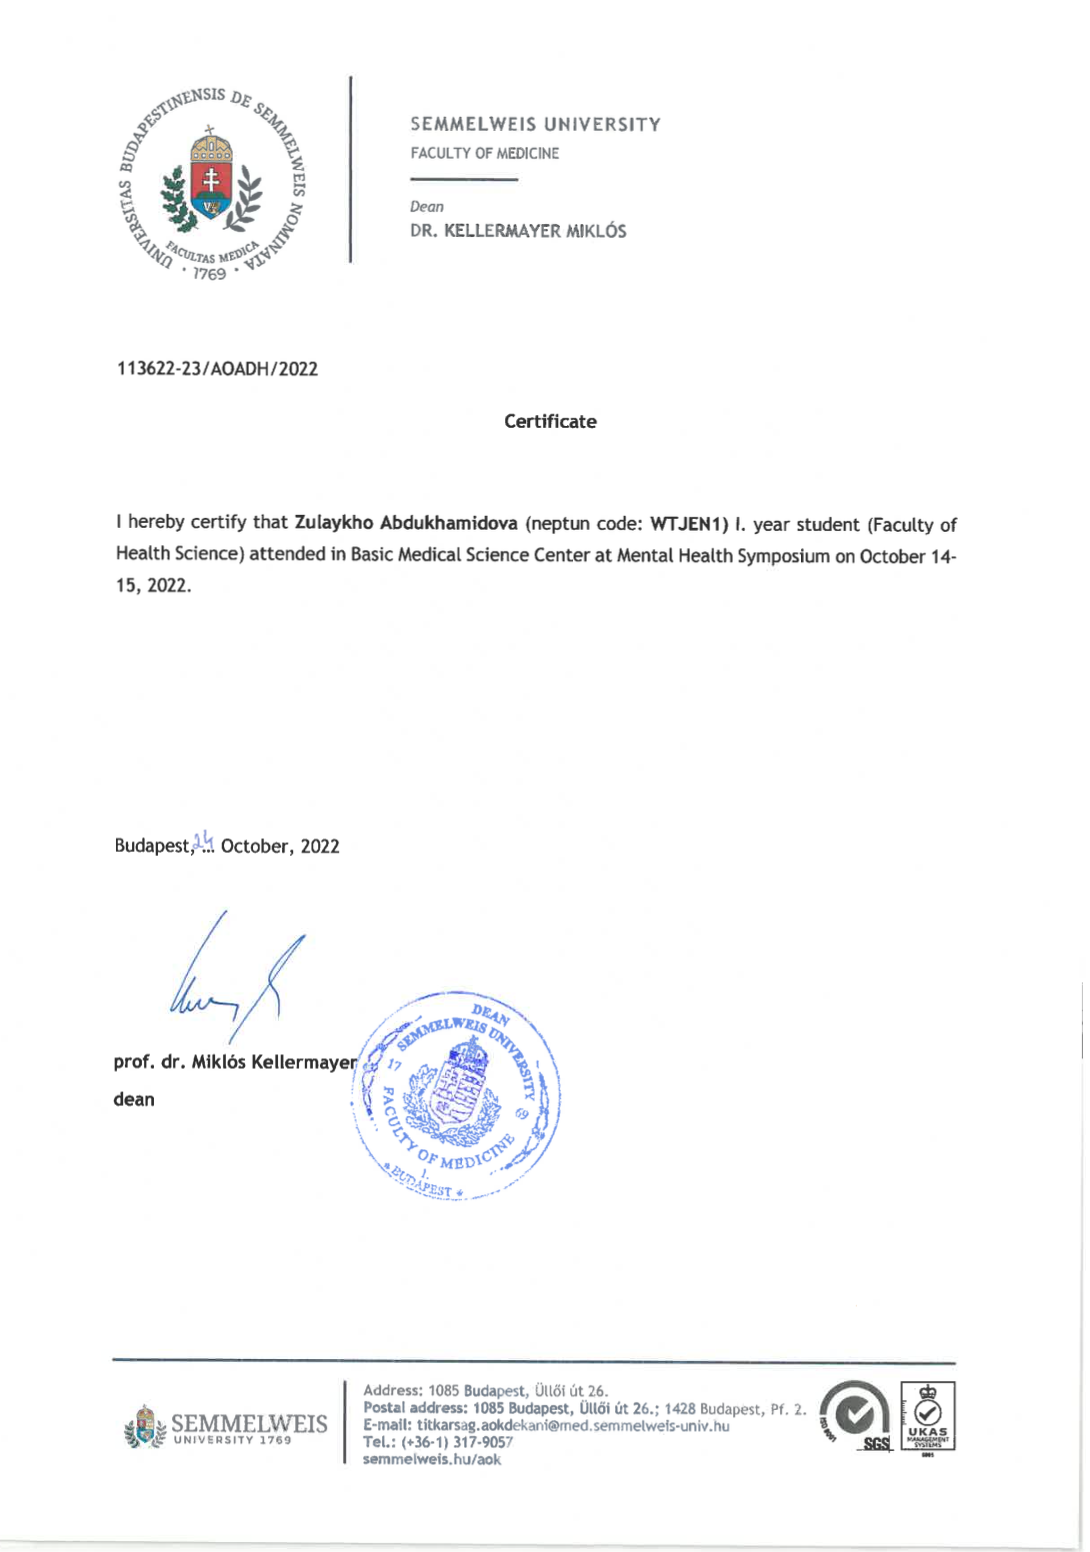 UNIVERSITAS BUDAPESTINENSIS DE SEMMELWEIS NOMINATA
FACULTAS MEDICA
· 1769 ·
SEMMELWEIS UNIVERSITY
FACULTY OF MEDICINE
Dean
DR. KELLERMAYER MIKLÓS
113622-23/AOADH/2022
Certificate
I hereby certify that Zulaykho Abdukhamidova (neptun code: WTJEN1) I. year student (Faculty of
Health Science) attended in Basic Medical Science Center at Mental Health Symposium on October 14-
15, 2022.
Budapest, 24... October, 2022
prof. dr. Miklós Kellermayer
dean
DEAN
SEMMELWEIS UNIVERSITY
17 69
FACULTY OF MEDICINE
1.
* BUDAPEST *
SEMMELWEIS
UNIVERSITY 1769
Address: 1085 Budapest, Üllői út 26.
Postal address: 1085 Budapest, Üllői út 26.; 1428 Budapest, Pf. 2.
E-mail: titkarsag.aokdekani@med.semmelweis-univ.hu
Tel.: (+36-1) 317-9057
semmelweis.hu/aok
ISO 9001
SGS
UKAS
MANAGEMENT
SYSTEMS